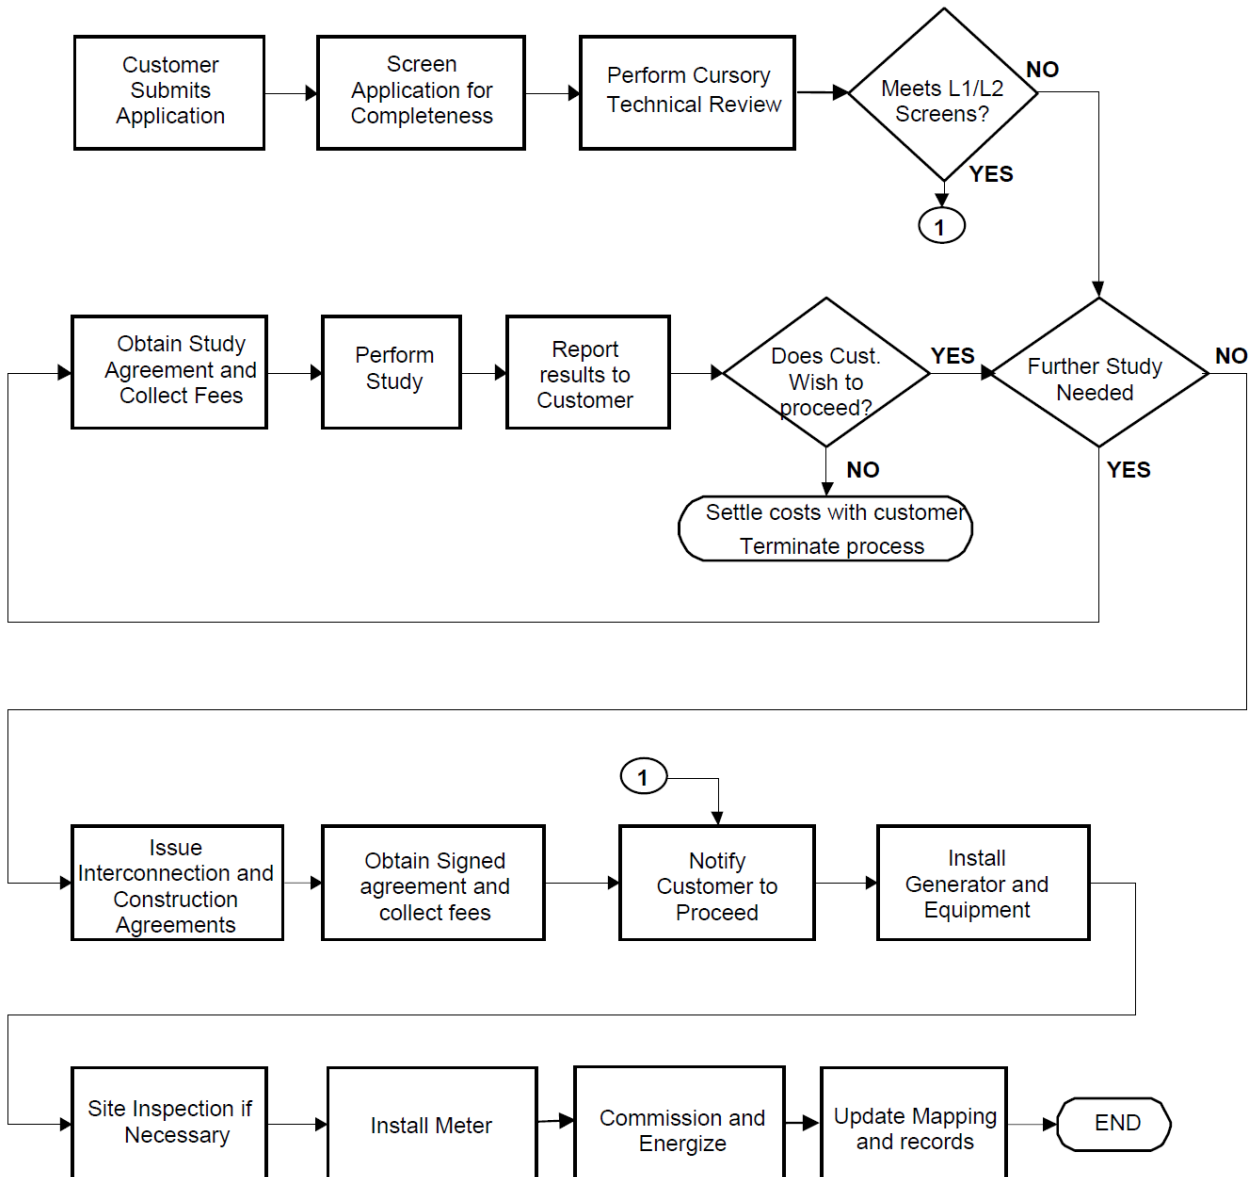 Customer
Submits
Application
Screen
Application for
Completeness
Perform Cursory
Technical Review
Meets L1/L2
Screens?
NO
YES
1
Obtain Study
Agreement and
Collect Fees
Perform
Study
Report
results to
Customer
Does Cust.
Wish to
proceed?
YES
NO
Further Study
Needed
NO
YES
Settle costs with customer
Terminate process
1
Issue
Interconnection and
Construction
Agreements
Obtain Signed
agreement and
collect fees
Notify
Customer to
Proceed
Install
Generator and
Equipment
Site Inspection if
Necessary
Install Meter
Commission and
Energize
Update Mapping
and records
END